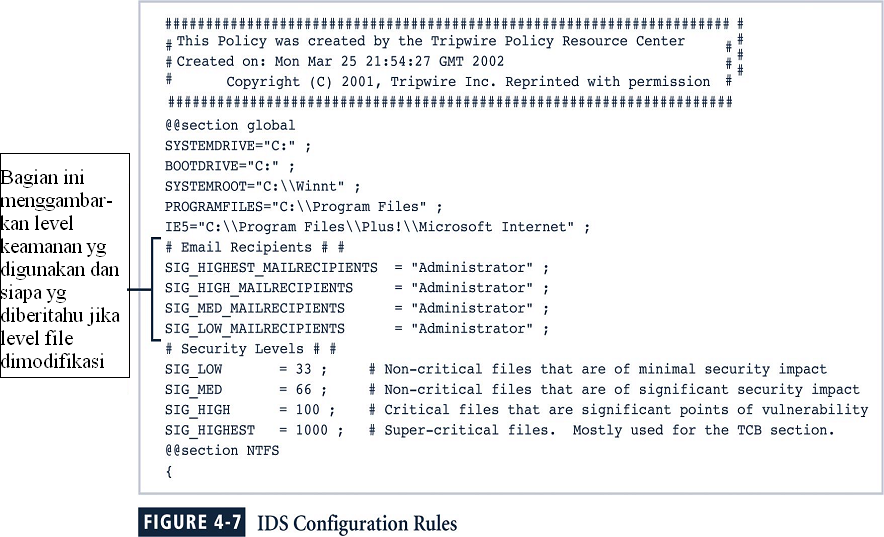 ####################################################################### #
# This Policy was created by the Tripwire Policy Resource Center # #
# Created on: Mon Mar 25 21:54:27 GMT 2002 # #
# Copyright (C) 2001, Tripwire Inc. Reprinted with permission #
#######################################################################
@@section global
SYSTEMDRIVE="C:" ;
BOOTDRIVE="C:" ;
SYSTEMROOT="C:\\Winnt" ;
PROGRAMFILES="C:\\Program Files" ;
IE5="C:\\Program Files\\Plus!\\Microsoft Internet" ;
# Email Recipients # #
SIG_HIGHEST_MAILRECIPIENTS = "Administrator" ;
SIG_HIGH_MAILRECIPIENTS = "Administrator" ;
SIG_MED_MAILRECIPIENTS = "Administrator" ;
SIG_LOW_MAILRECIPIENTS = "Administrator" ;
# Security Levels # #
SIG_LOW = 33 ; # Non-critical files that are of minimal security impact
SIG_MED = 66 ; # Non-critical files that are of significant security impact
SIG_HIGH = 100 ; # Critical files that are significant points of vulnerability
SIG_HIGHEST = 1000 ; # Super-critical files. Mostly used for the TCB section.
@@section NTFS
{
Bagian ini
menggambar-
kan level
keamanan yg
digunakan dan
siapa yg
diberitahu jika
level file
dimodifikasi
FIGURE 4-7 IDS Configuration Rules